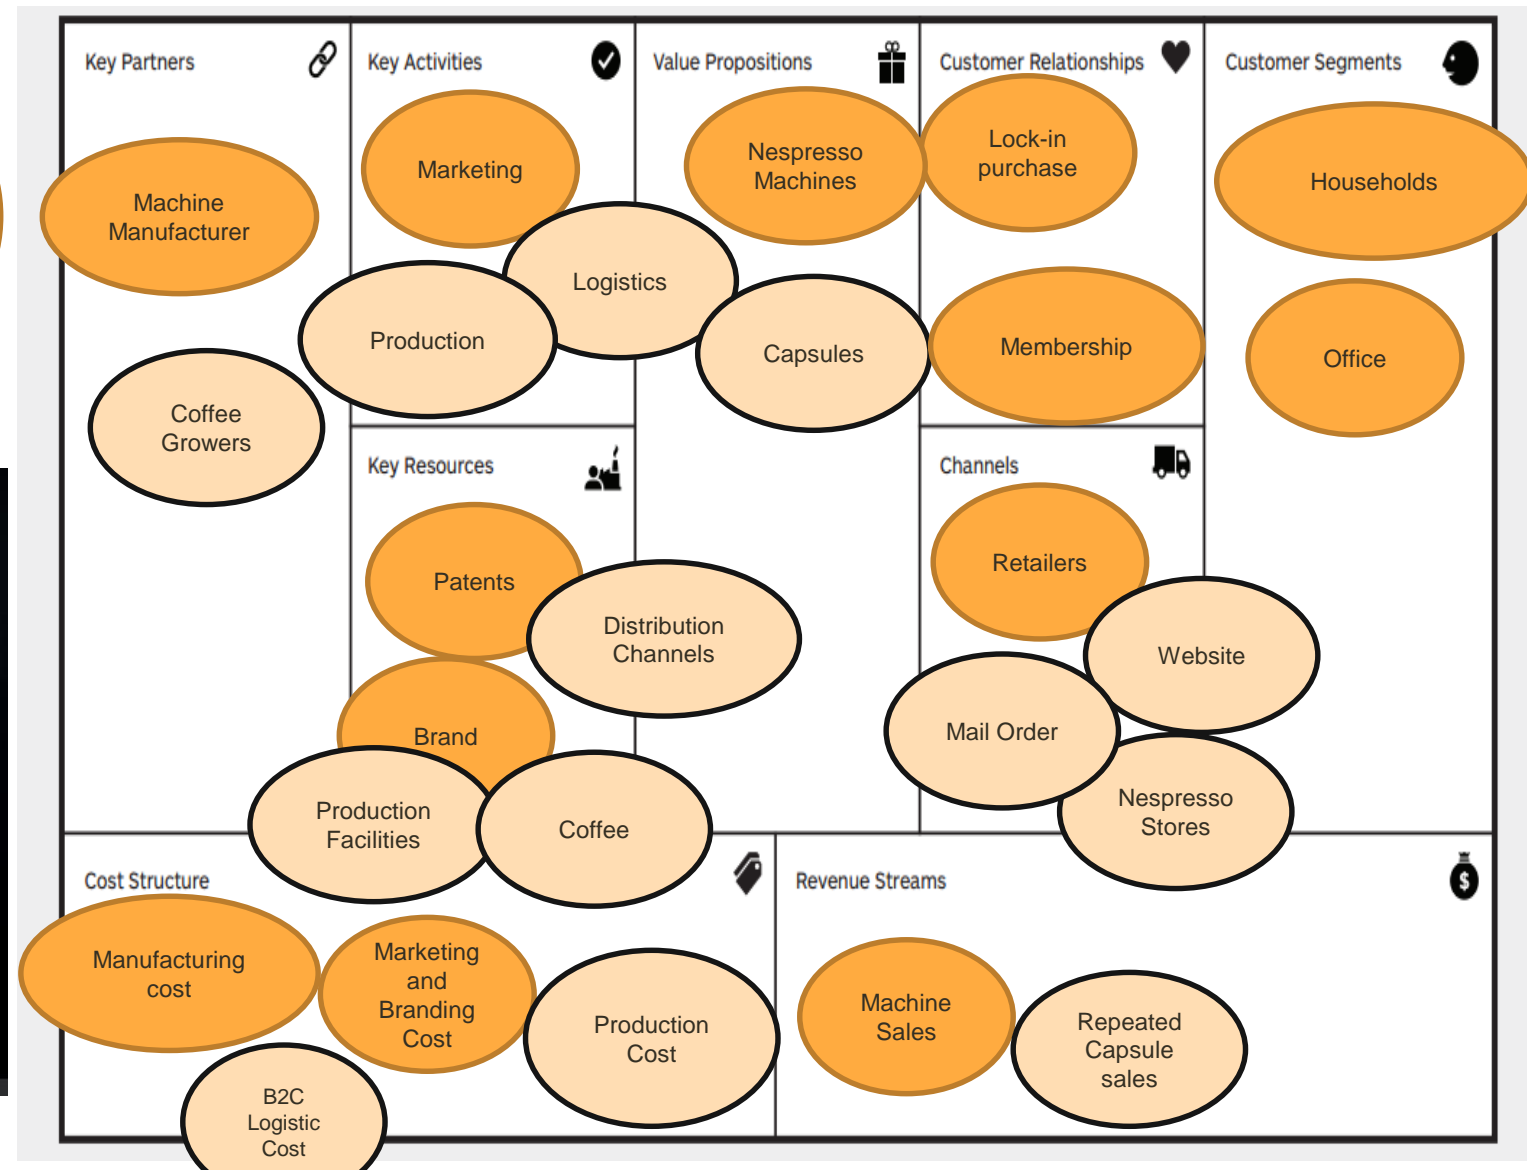 Key Partners
Machine
Manufacturer
Coffee
Growers
Key Activities
Marketing
Logistics
Production
Key Resources
Patents
Distribution
Channels
Brand
Production
Facilities
Coffee
Value Propositions
Nespresso
Machines
Capsules
Customer Relationships
Lock-in
purchase
Membership
Channels
Retailers
Website
Mail Order
Nespresso
Stores
Customer Segments
Households
Office
Cost Structure
Manufacturing
cost
Marketing
and
Branding
Cost
Production
Cost
B2C
Logistic
Cost
Revenue Streams
$
Machine
Sales
Repeated
Capsule
sales